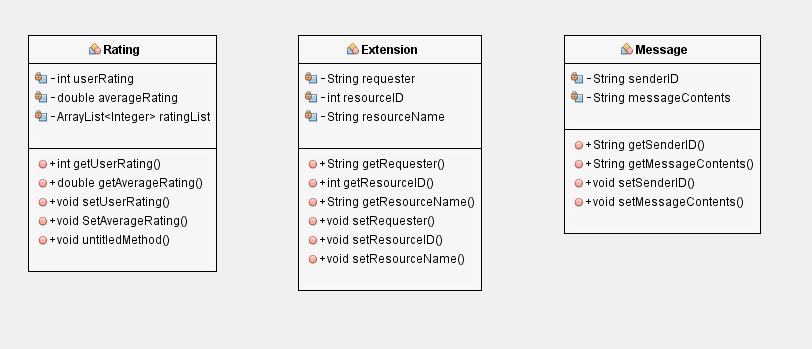 Rating
- int userRating
- double averageRating
- ArrayList<Integer> ratingList
+ int getUserRating()
+ double getAverageRating()
+ void setUserRating()
+ void SetAverageRating()
+ void untitledMethod()
Extension
- String requester
- int resourceID
- String resourceName
+ String getRequester()
+ int getResourceID()
+ String getResourceName()
+ void setRequester()
+ void setResourceID()
+ void setResourceName()
Message
- String senderID
- String messageContents
+ String getSenderID()
+ String getMessageContents()
+ void setSenderID()
+ void setMessageContents()